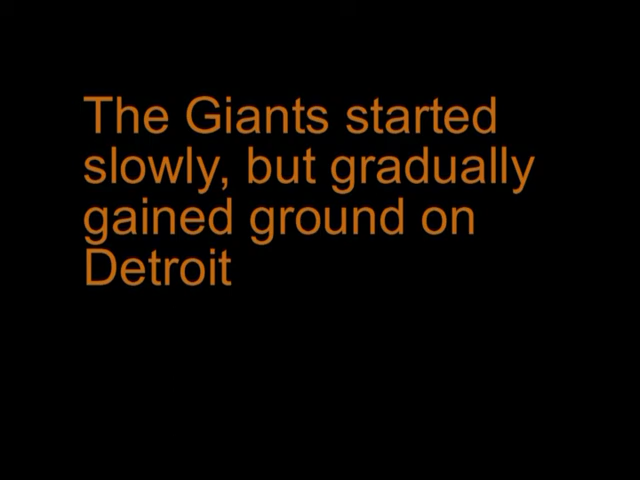 The Giants started
slowly, but gradually
gained ground on
Detroit